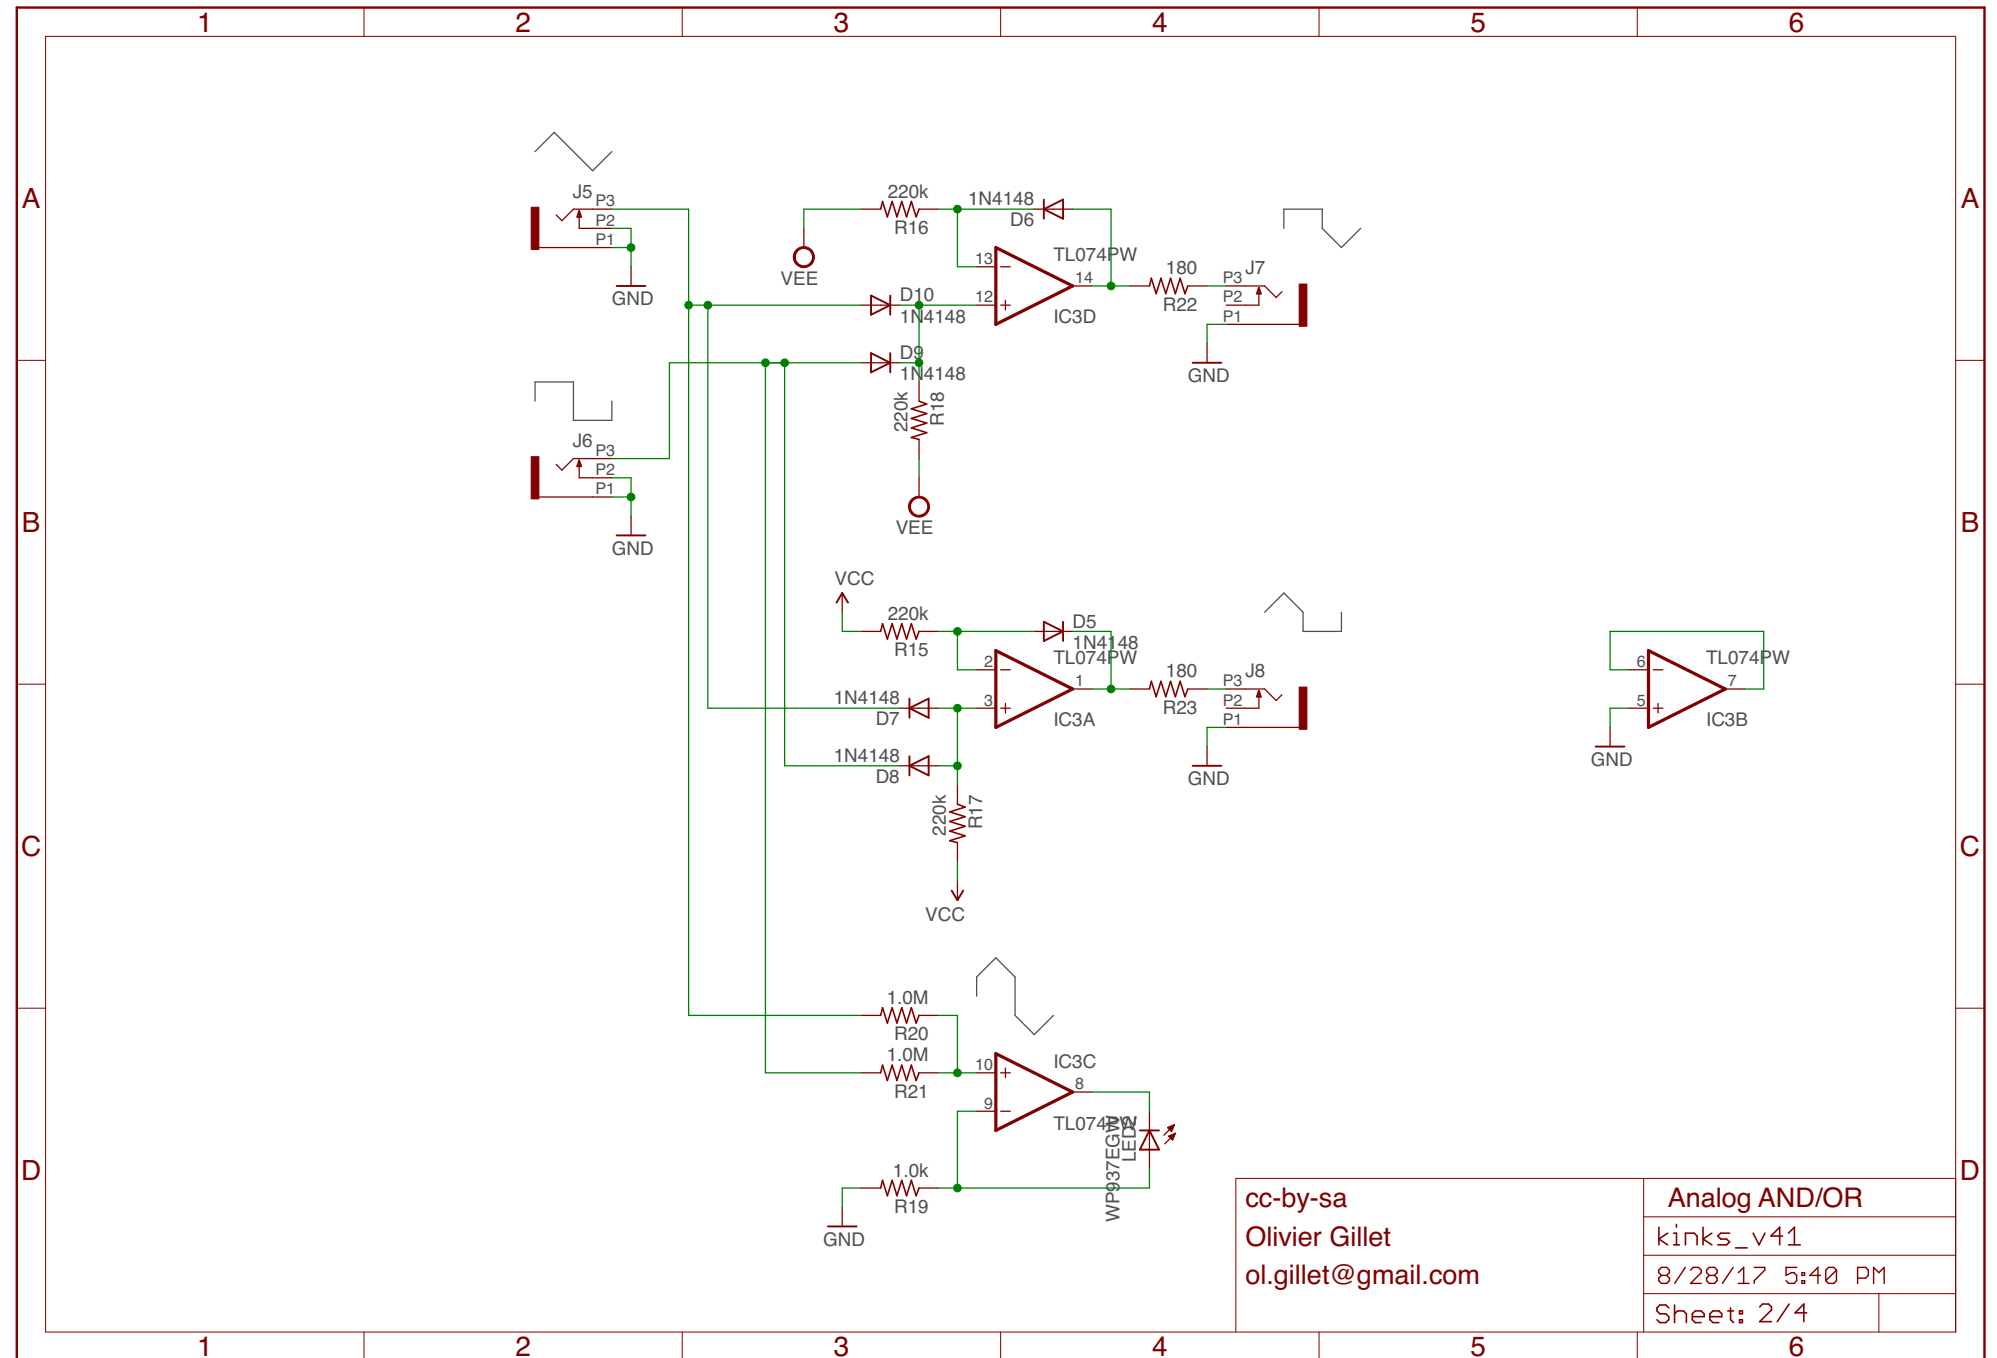 1 2 3 4 5 6
A A
J5
P3
P2
P1
GND
220k
R16
1N4148
D6
VEE
TL074PW
13
12
14
IC3D
D10
1N4148
D9
1N4148
220k
R18
VEE
180
R22
J7
P3
P2
P1
GND
J6
P3
P2
P1
GND
B B
VCC
220k
R15
D5
1N4148
TL074PW
2
3
1
IC3A
1N4148
D7
1N4148
D8
220k
R17
VCC
180
R23
J8
P3
P2
P1
GND
TL074PW
6
5
7
IC3B
GND
C C
1.0M
R20
1.0M
R21
10
9
8
IC3C
TL074PW
WP937EGW
LED2
1.0k
R19
GND
D D
cc-by-sa
Olivier Gillet
ol.gillet@gmail.com
Analog AND/OR
kinks_v41
8/28/17 5:40 PM
Sheet: 2/4
1 2 3 4 5 6